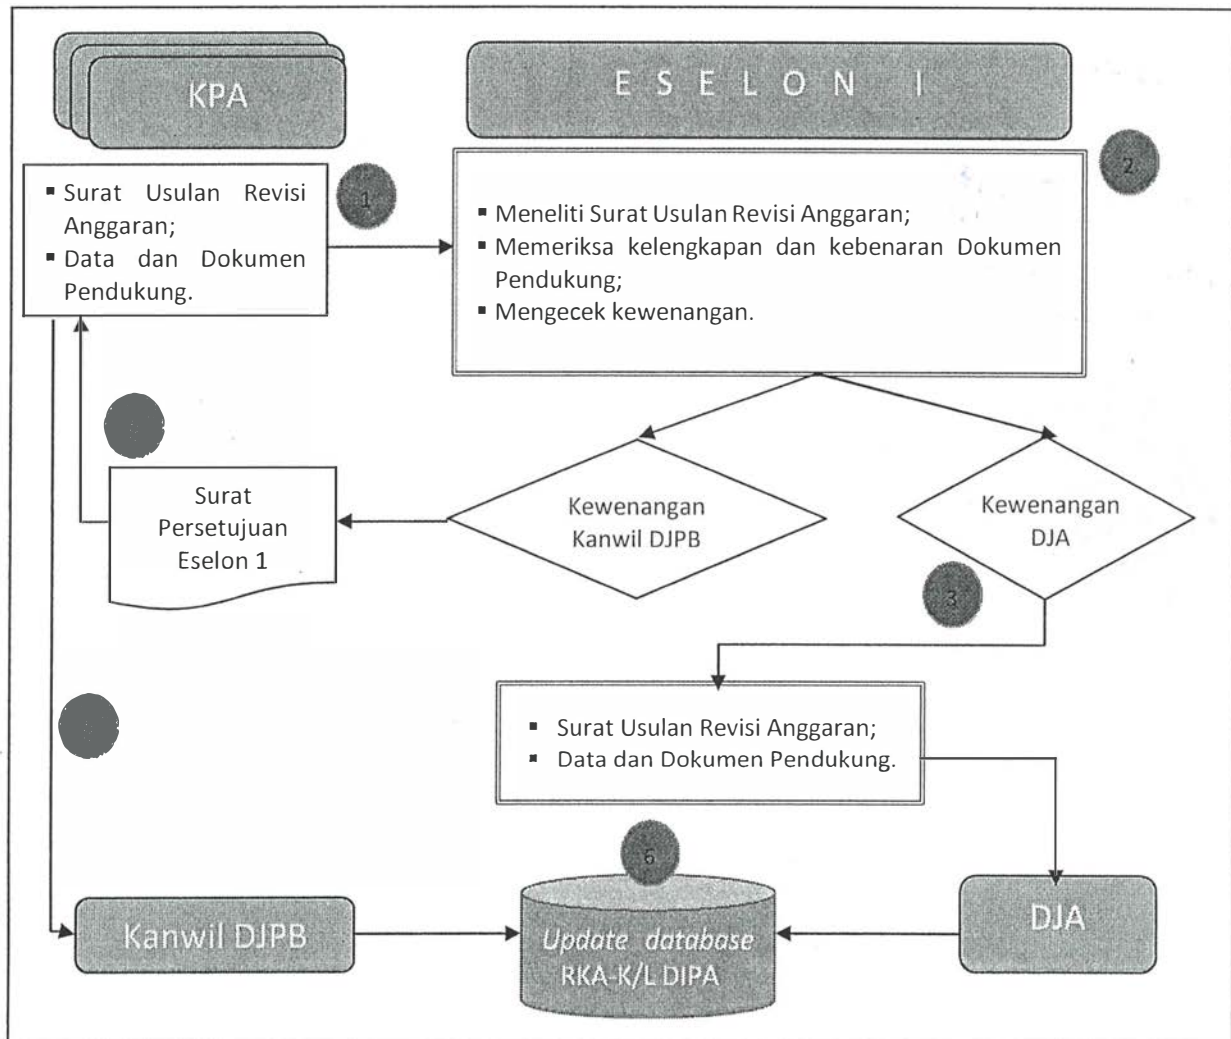 KPA
E S E L O N I
1
2
▪ Surat Usulan Revisi
Anggaran;
▪ Data dan Dokumen
Pendukung.
▪ Meneliti Surat Usulan Revisi Anggaran;
▪ Memeriksa kelengkapan dan kebenaran Dokumen
Pendukung;
▪ Mengecek kewenangan.
Surat
Persetujuan
Eselon 1
Kewenangan
Kanwil DJPB
Kewenangan
DJA
3
▪ Surat Usulan Revisi Anggaran;
▪ Data dan Dokumen Pendukung.
6
Kanwil DJPB
Update database
RKA-K/L DIPA
DJA